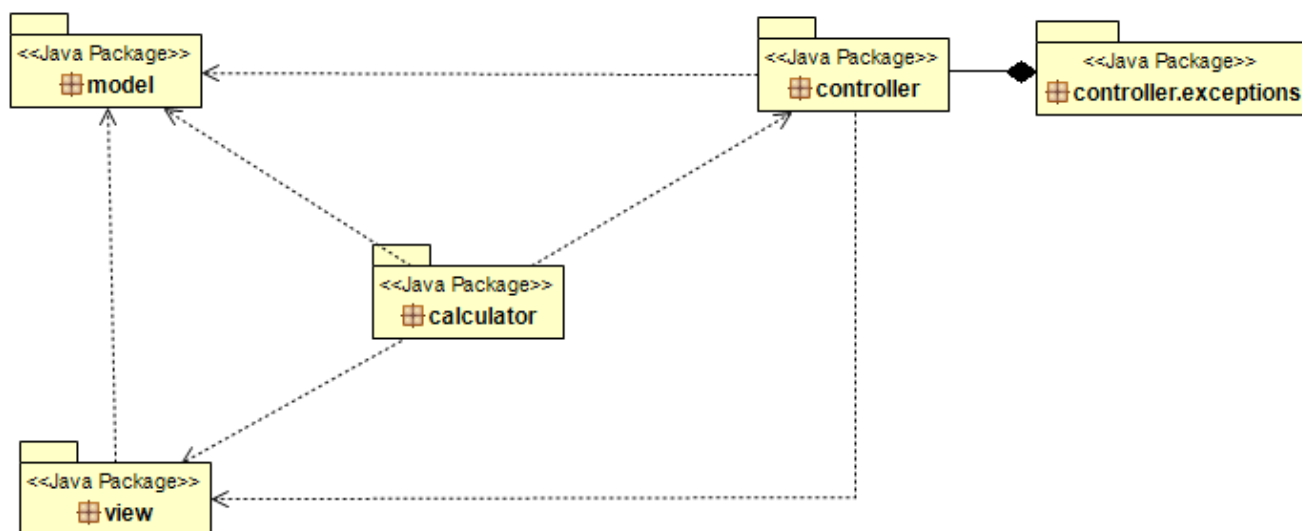 <<Java Package>>
model
<<Java Package>>
controller
<<Java Package>>
controller.exceptions
<<Java Package>>
calculator
<<Java Package>>
view